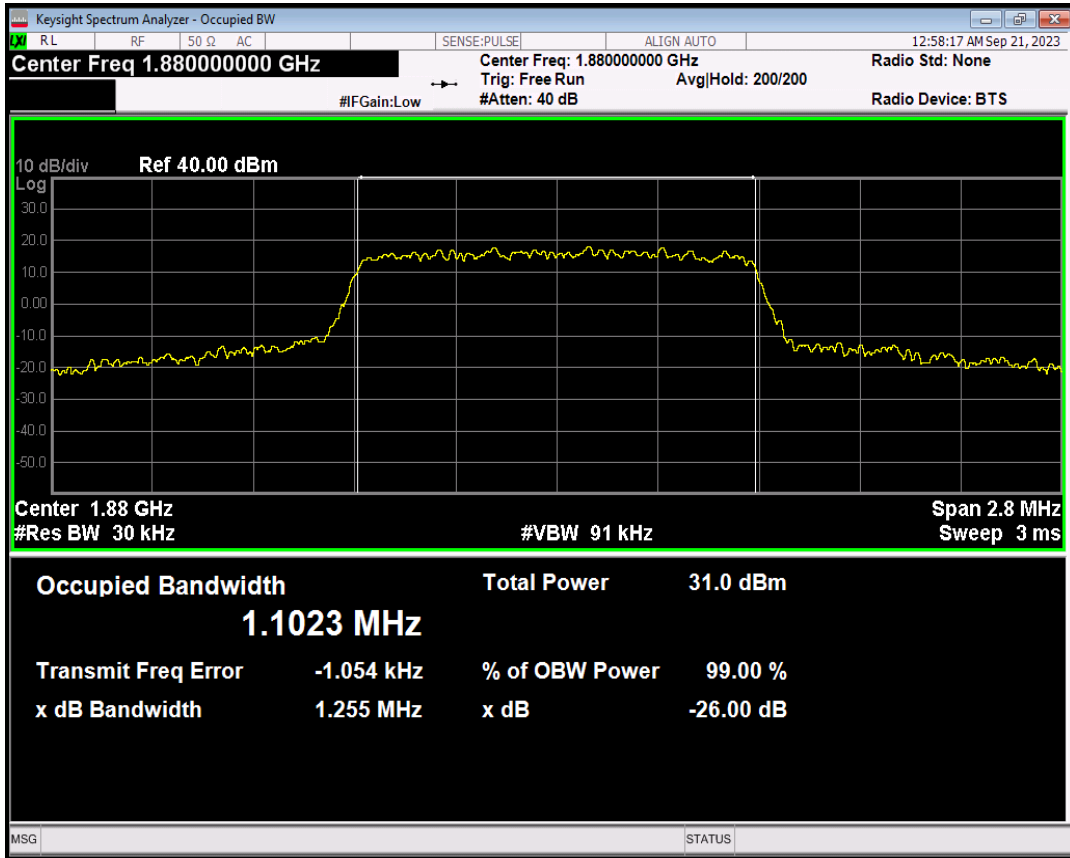 Keysight Spectrum Analyzer - Occupied BW
LXI RL RF 50 Ω AC SENSE:PULSE ALIGN AUTO 12:58:17 AM Sep 21, 2023
Center Freq 1.880000000 GHz Center Freq: 1.880000000 GHz Radio Std: None
Trig: Free Run Avg|Hold: 200/200
#IFGain:Low #Atten: 40 dB Radio Device: BTS
10 dB/div Ref 40.00 dBm
Log
30.0
20.0
10.0
0.00
-10.0
-20.0
-30.0
-40.0
-50.0
Center 1.88 GHz Span 2.8 MHz
#Res BW 30 kHz #VBW 91 kHz Sweep 3 ms
Occupied Bandwidth Total Power 31.0 dBm
1.1023 MHz
Transmit Freq Error -1.054 kHz % of OBW Power 99.00 %
x dB Bandwidth 1.255 MHz x dB -26.00 dB
MSG STATUS